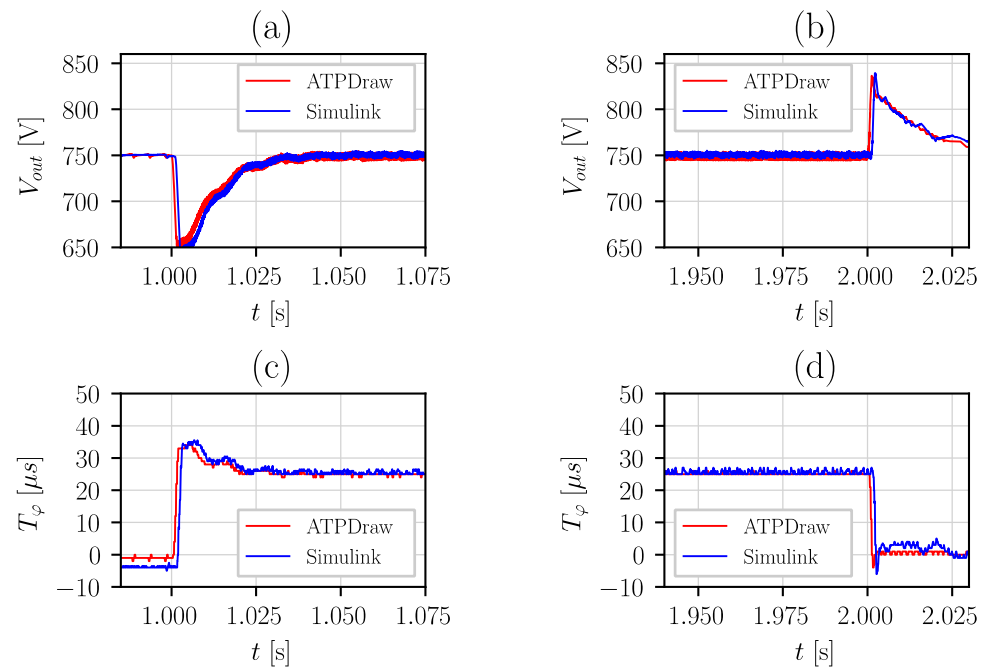 (a)
850
800
750
700
650
V_out [V]
ATPDraw
Simulink
1.000 1.025 1.050 1.075
t [s]
(b)
850
800
750
700
650
V_out [V]
ATPDraw
Simulink
1.950 1.975 2.000 2.025
t [s]
(c)
50
40
30
20
10
0
−10
T_φ [μs]
ATPDraw
Simulink
1.000 1.025 1.050 1.075
t [s]
(d)
50
40
30
20
10
0
−10
T_φ [μs]
ATPDraw
Simulink
1.950 1.975 2.000 2.025
t [s]